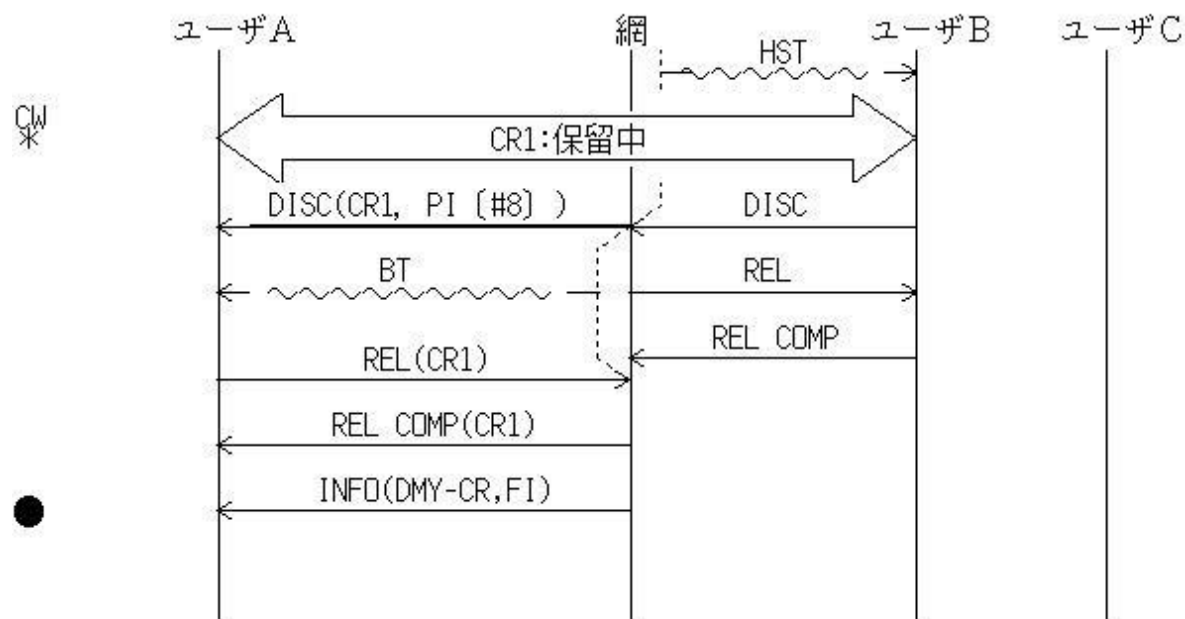 ユーザA 網 ユーザB ユーザC
HST
CW
*
CR1:保留中
DISC(CR1, PI [#8] ) DISC
BT REL
REL COMP
REL(CR1)
REL COMP(CR1)
INFO(DMY-CR,FI)